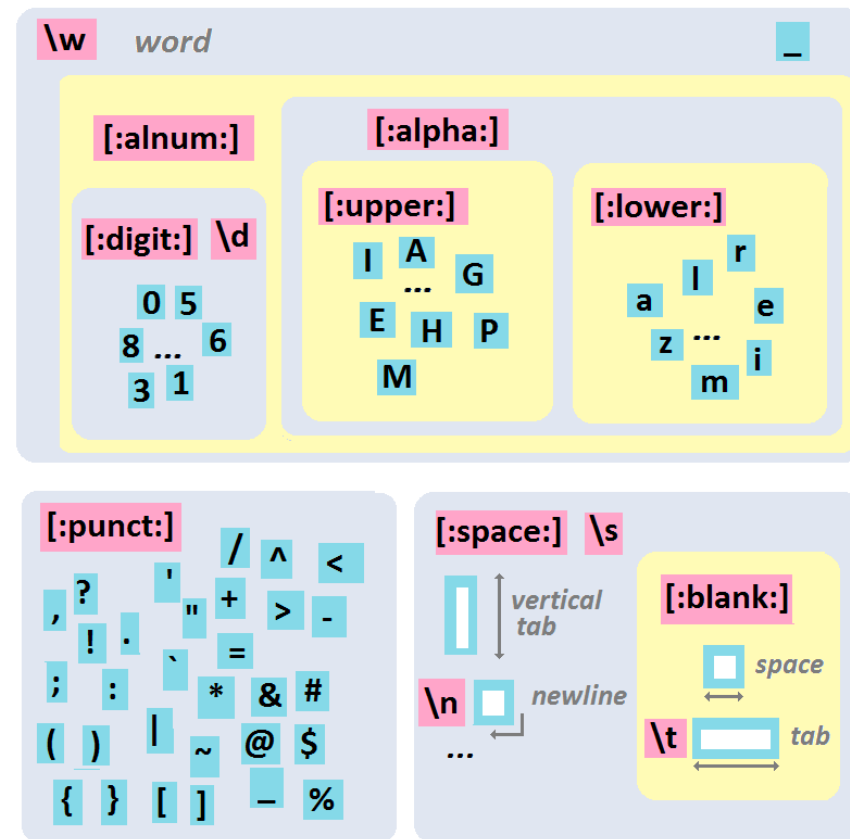 \w word _
[:alnum:] [:alpha:]
[:digit:] \d
0 5
8 ... 6
3 1
[:upper:]
I A G
...
E H P
M
[:lower:]
r
l
a e
z ... i
m
[:punct:]
/ ^ <
? '
, " + > -
! .
` =
; : * & #
( ) | ~ @ $
{ } [ ] _ %
[:space:] \s
vertical
tab
\n newline
...
[:blank:]
space
\t tab